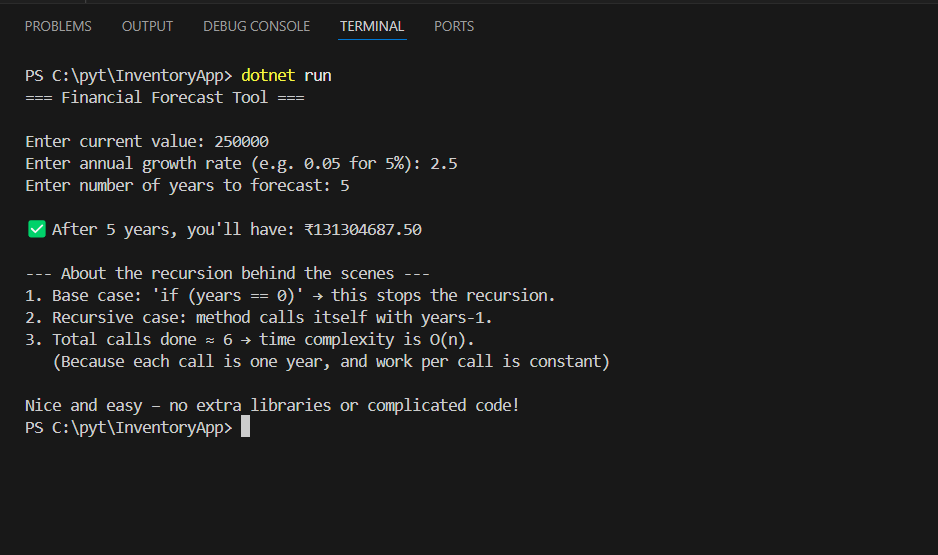 PROBLEMS OUTPUT DEBUG CONSOLE TERMINAL PORTS
PS C:\pyt\InventoryApp> dotnet run
=== Financial Forecast Tool ===
Enter current value: 250000
Enter annual growth rate (e.g. 0.05 for 5%): 2.5
Enter number of years to forecast: 5
✅ After 5 years, you'll have: ₹131304687.50
--- About the recursion behind the scenes ---
1. Base case: 'if (years == 0)' → this stops the recursion.
2. Recursive case: method calls itself with years-1.
3. Total calls done ≈ 6 → time complexity is O(n).
(Because each call is one year, and work per call is constant)
Nice and easy – no extra libraries or complicated code!
PS C:\pyt\InventoryApp>